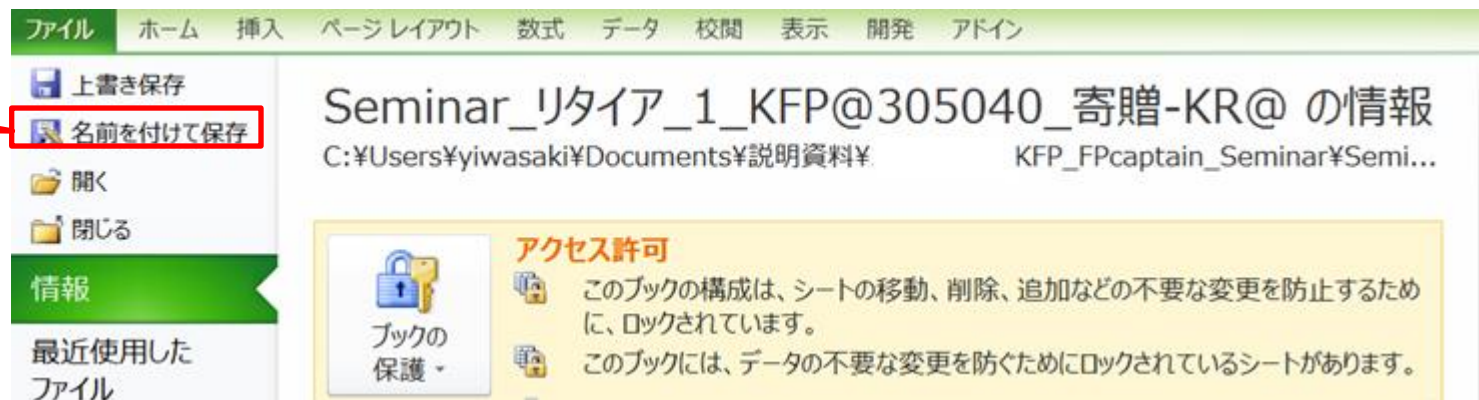 ファイル ホーム 挿入 ページ レイアウト 数式 データ 校閲 表示 開発 アドイン
上書き保存
名前を付けて保存
開く
閉じる
情報
最近使用した
ファイル
Seminar_リタイア_1_KFP@305040_寄贈-KR@ の情報
C:¥Users¥yiwasaki¥Documents¥説明資料¥ KFP_FPcaptain_Seminar¥Semi...
ブックの
保護
アクセス許可
このブックの構成は、シートの移動、削除、追加などの不要な変更を防止するため
に、ロックされています。
このブックには、データの不要な変更を防ぐためにロックされているシートがあります。